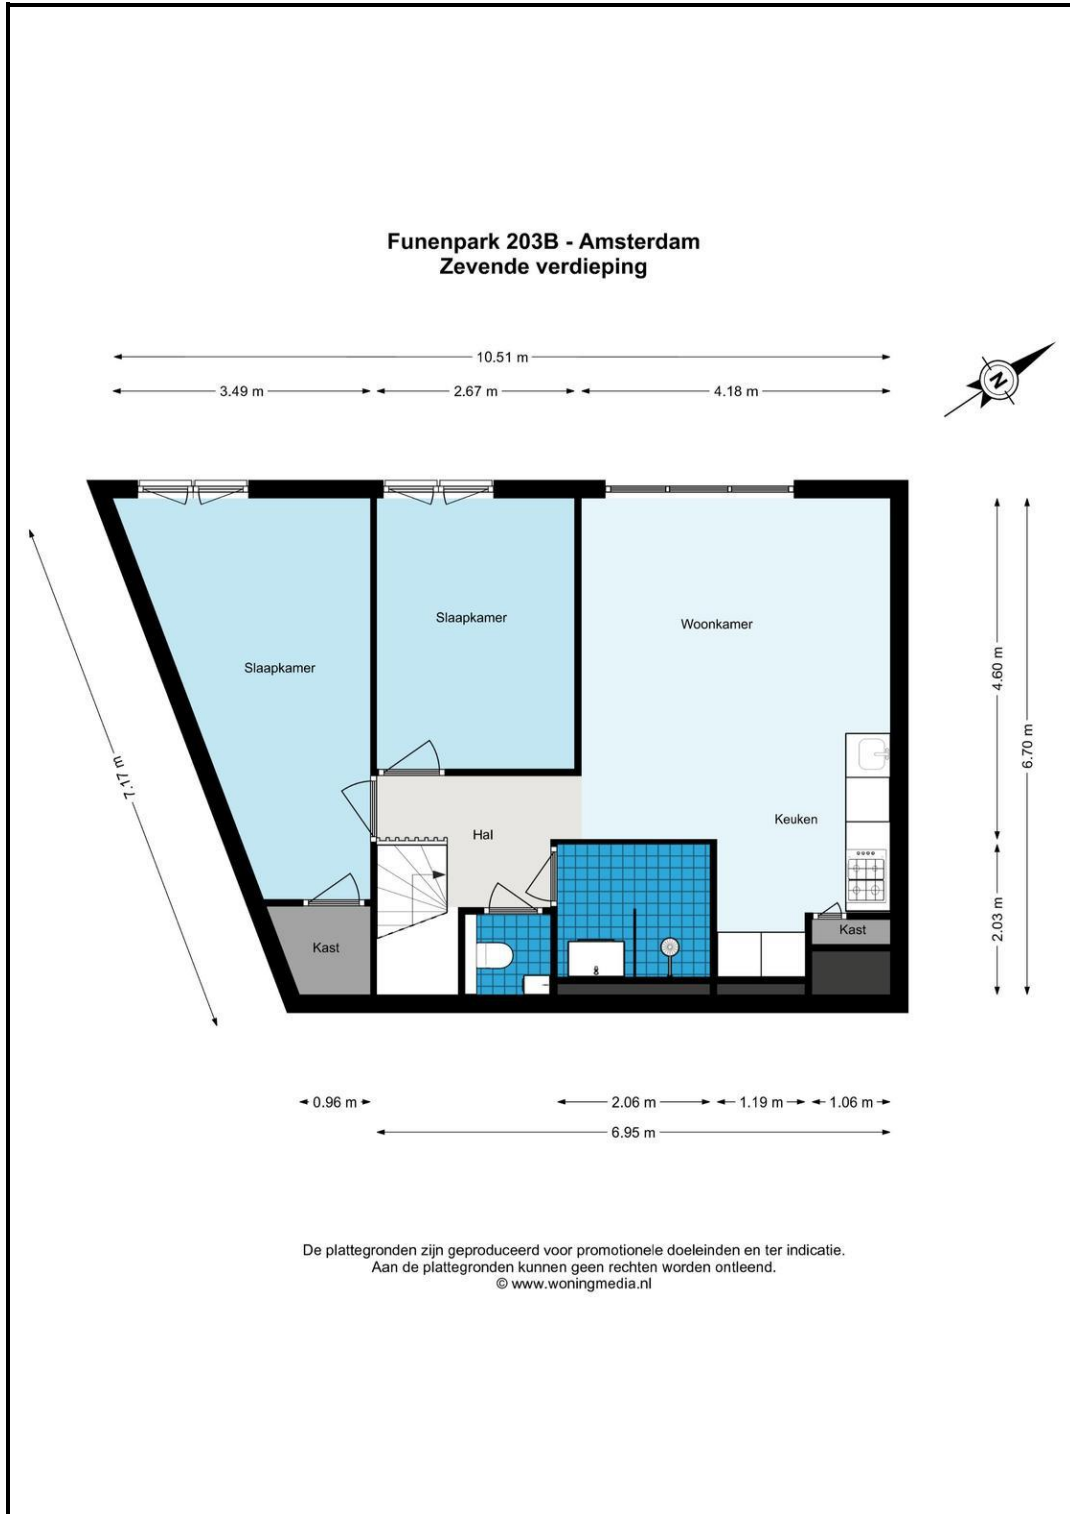 Funenpark 203B - Amsterdam
Zevende verdieping
10.51 m
3.49 m
2.67 m
4.18 m
N
Slaapkamer
Woonkamer
Slaapkamer
4.60 m
6.70 m
7.17 m
Keuken
Hal
2.03 m
Kast
Kast
0.96 m
2.06 m
1.19 m
1.06 m
6.95 m
De plattegronden zijn geproduceerd voor promotionele doeleinden en ter indicatie.
Aan de plattegronden kunnen geen rechten worden ontleend.
© www.woningmedia.nl